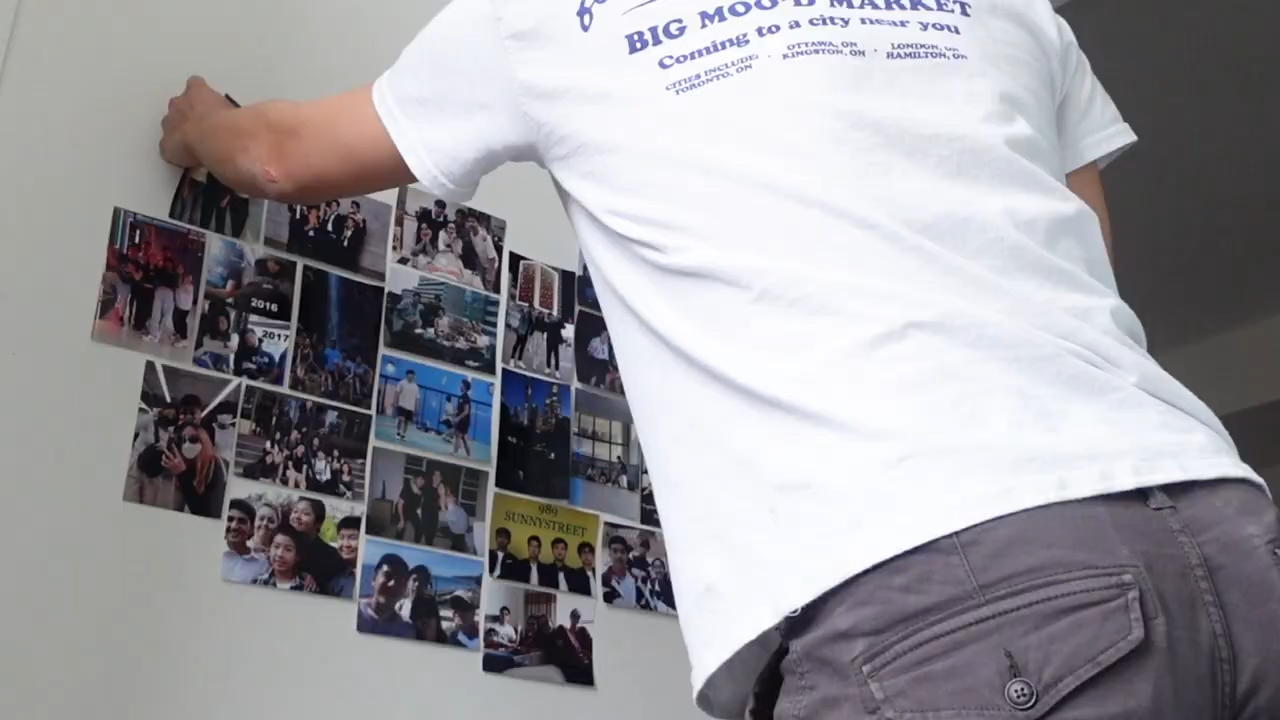 BIG MOO'D MARKET
Coming to a city near you
CITIES INCLUDE: · OTTAWA, ON · LONDON, ON
TORONTO, ON KINGSTON, ON HAMILTON, ON
2016
2017
989
SUNNYSTREET